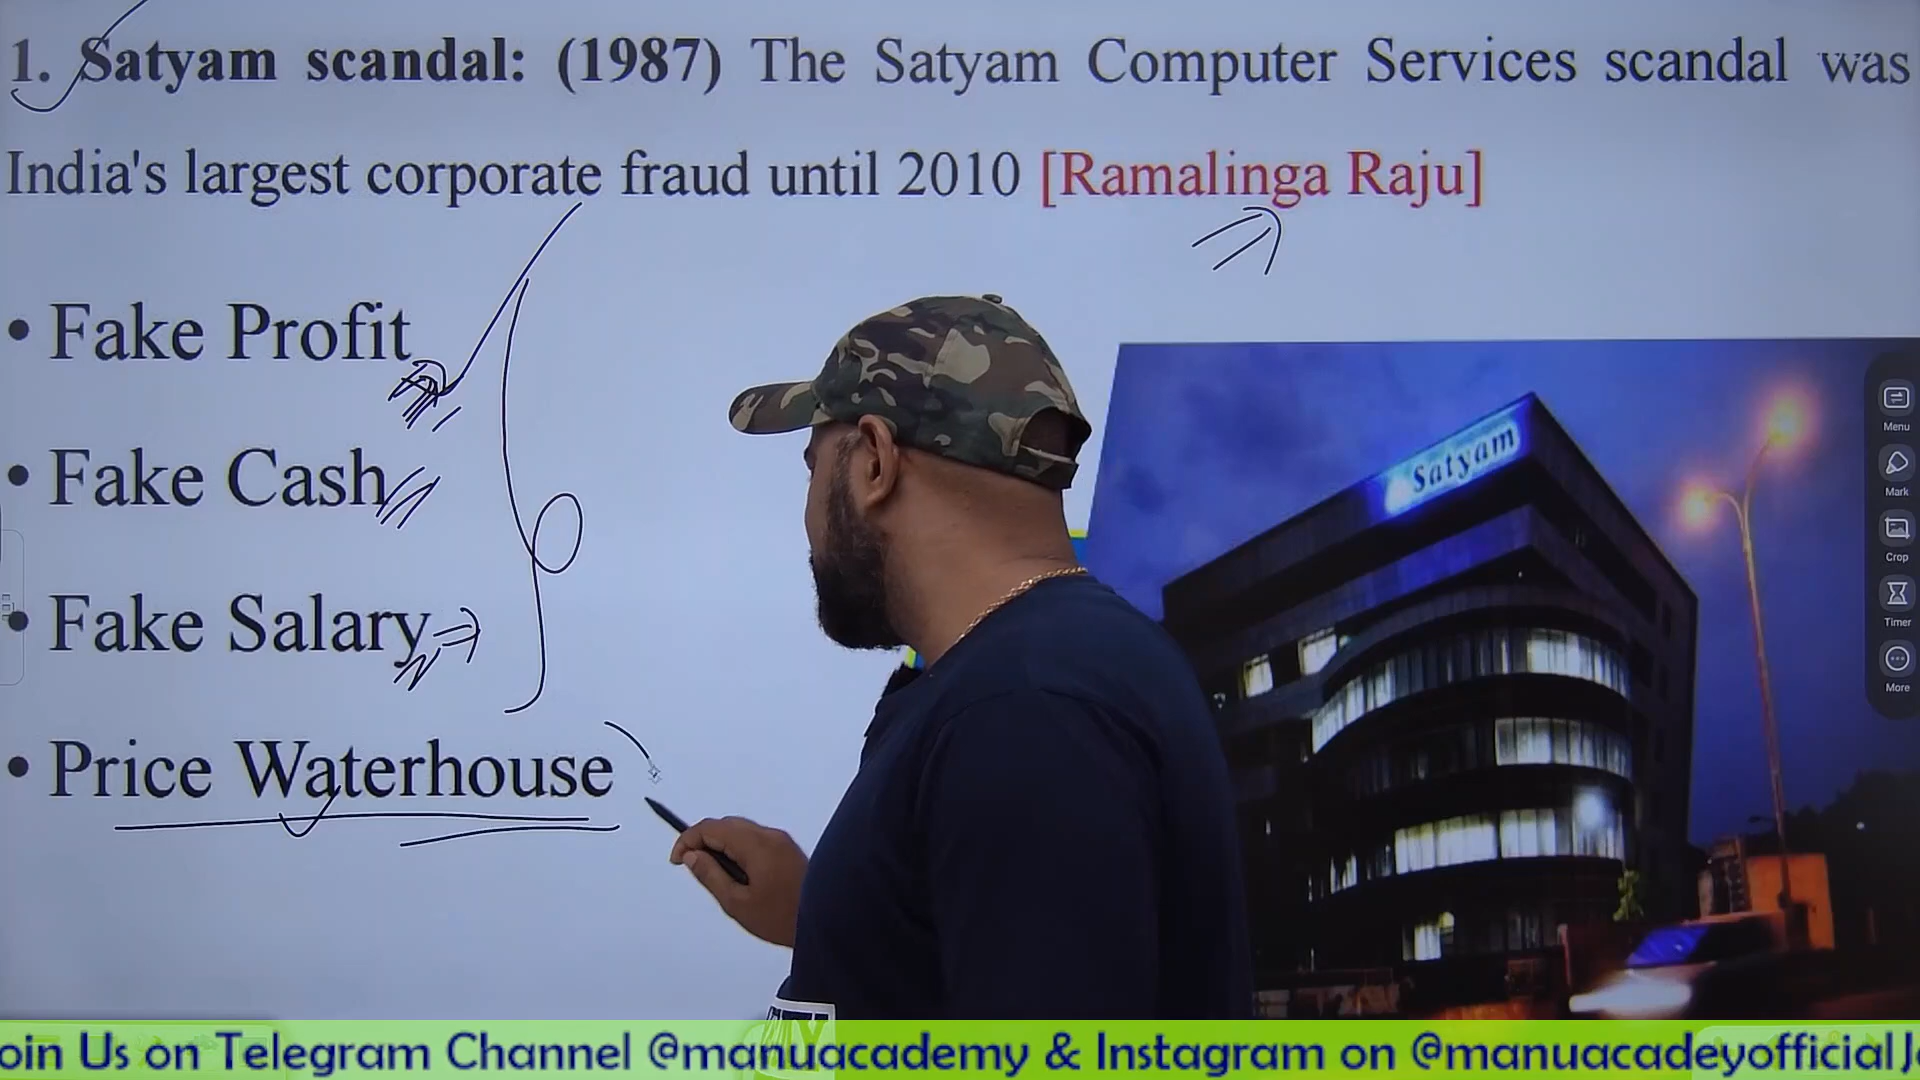 1. Satyam scandal: (1987) The Satyam Computer Services scandal was
India's largest corporate fraud until 2010 [Ramalinga Raju]
• Fake Profit
• Fake Cash
• Fake Salary
• Price Waterhouse
Satyam
Menu
Mark
Crop
Timer
More
oin Us on Telegram Channel @manuacademy & Instagram on @manuacadeyofficial J